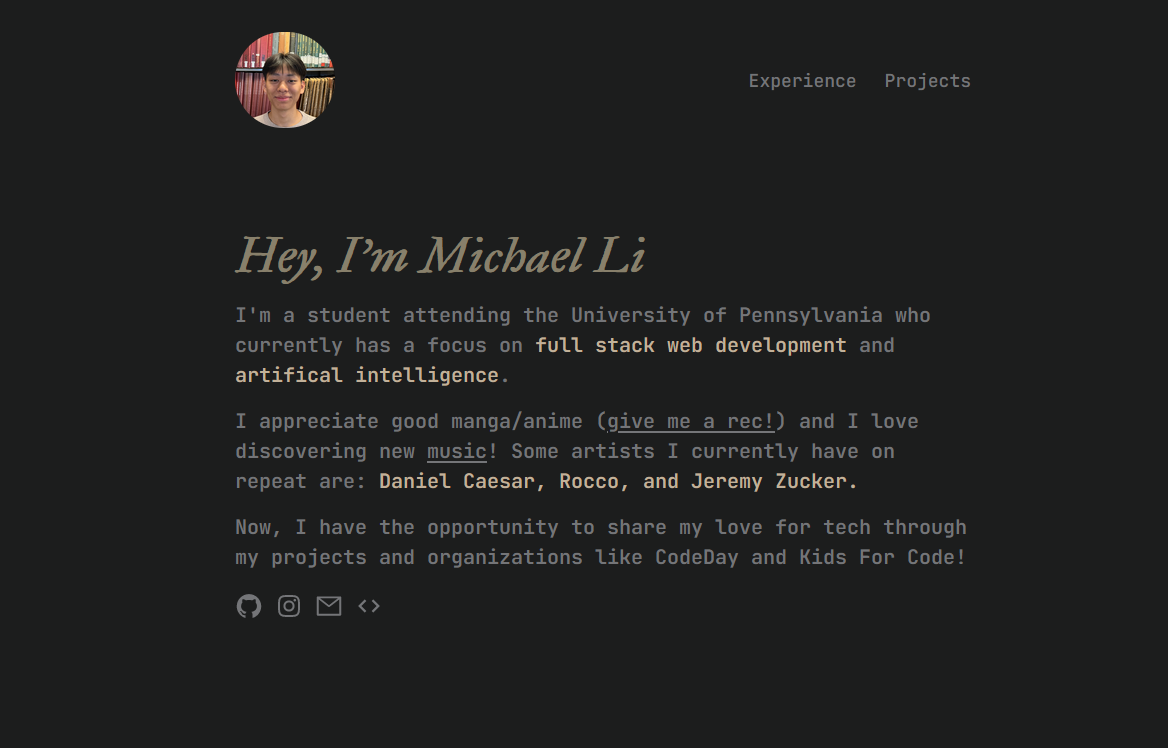 Experience Projects
Hey, I’m Michael Li
I'm a student attending the University of Pennsylvania who
currently has a focus on full stack web development and
artifical intelligence.
I appreciate good manga/anime (give me a rec!) and I love
discovering new music! Some artists I currently have on
repeat are: Daniel Caesar, Rocco, and Jeremy Zucker.
Now, I have the opportunity to share my love for tech through
my projects and organizations like CodeDay and Kids For Code!